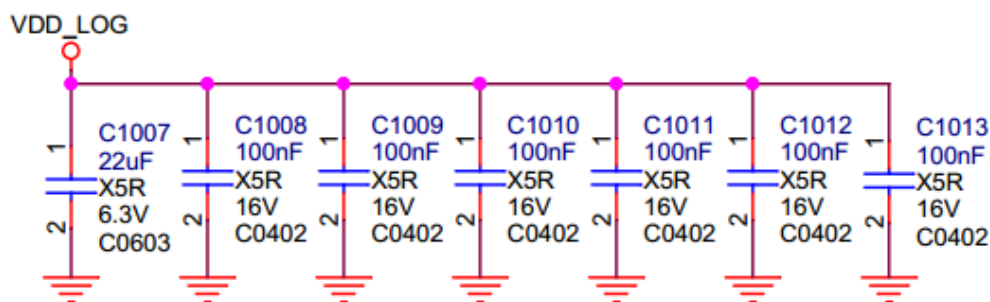 VDD_LOG
1
C1007
22uF
X5R
6.3V
C0603
2
1
C1008
100nF
X5R
16V
C0402
2
1
C1009
100nF
X5R
16V
C0402
2
1
C1010
100nF
X5R
16V
C0402
2
1
C1011
100nF
X5R
16V
C0402
2
1
C1012
100nF
X5R
16V
C0402
2
1
C1013
100nF
X5R
16V
C0402
2